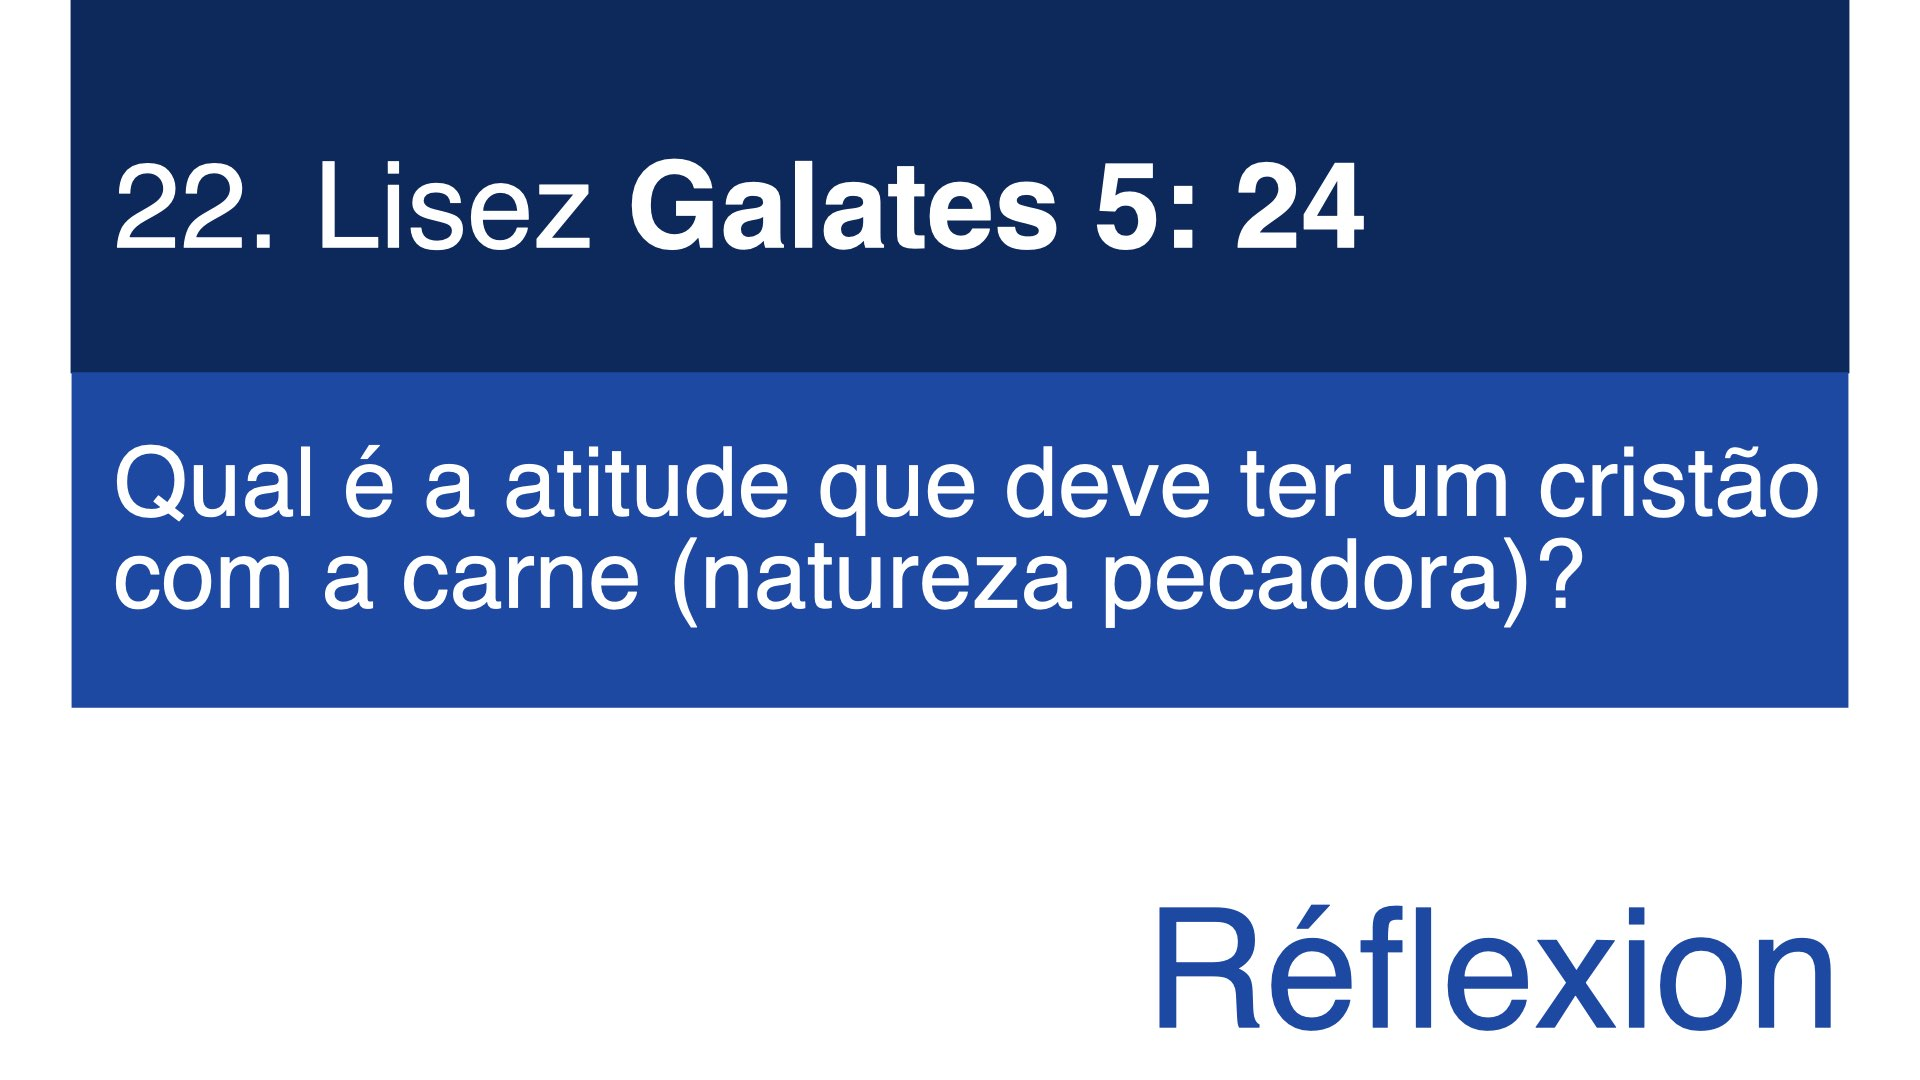 22. Lisez Galates 5: 24
Qual é a atitude que deve ter um cristão
com a carne (natureza pecadora)?
Réflexion